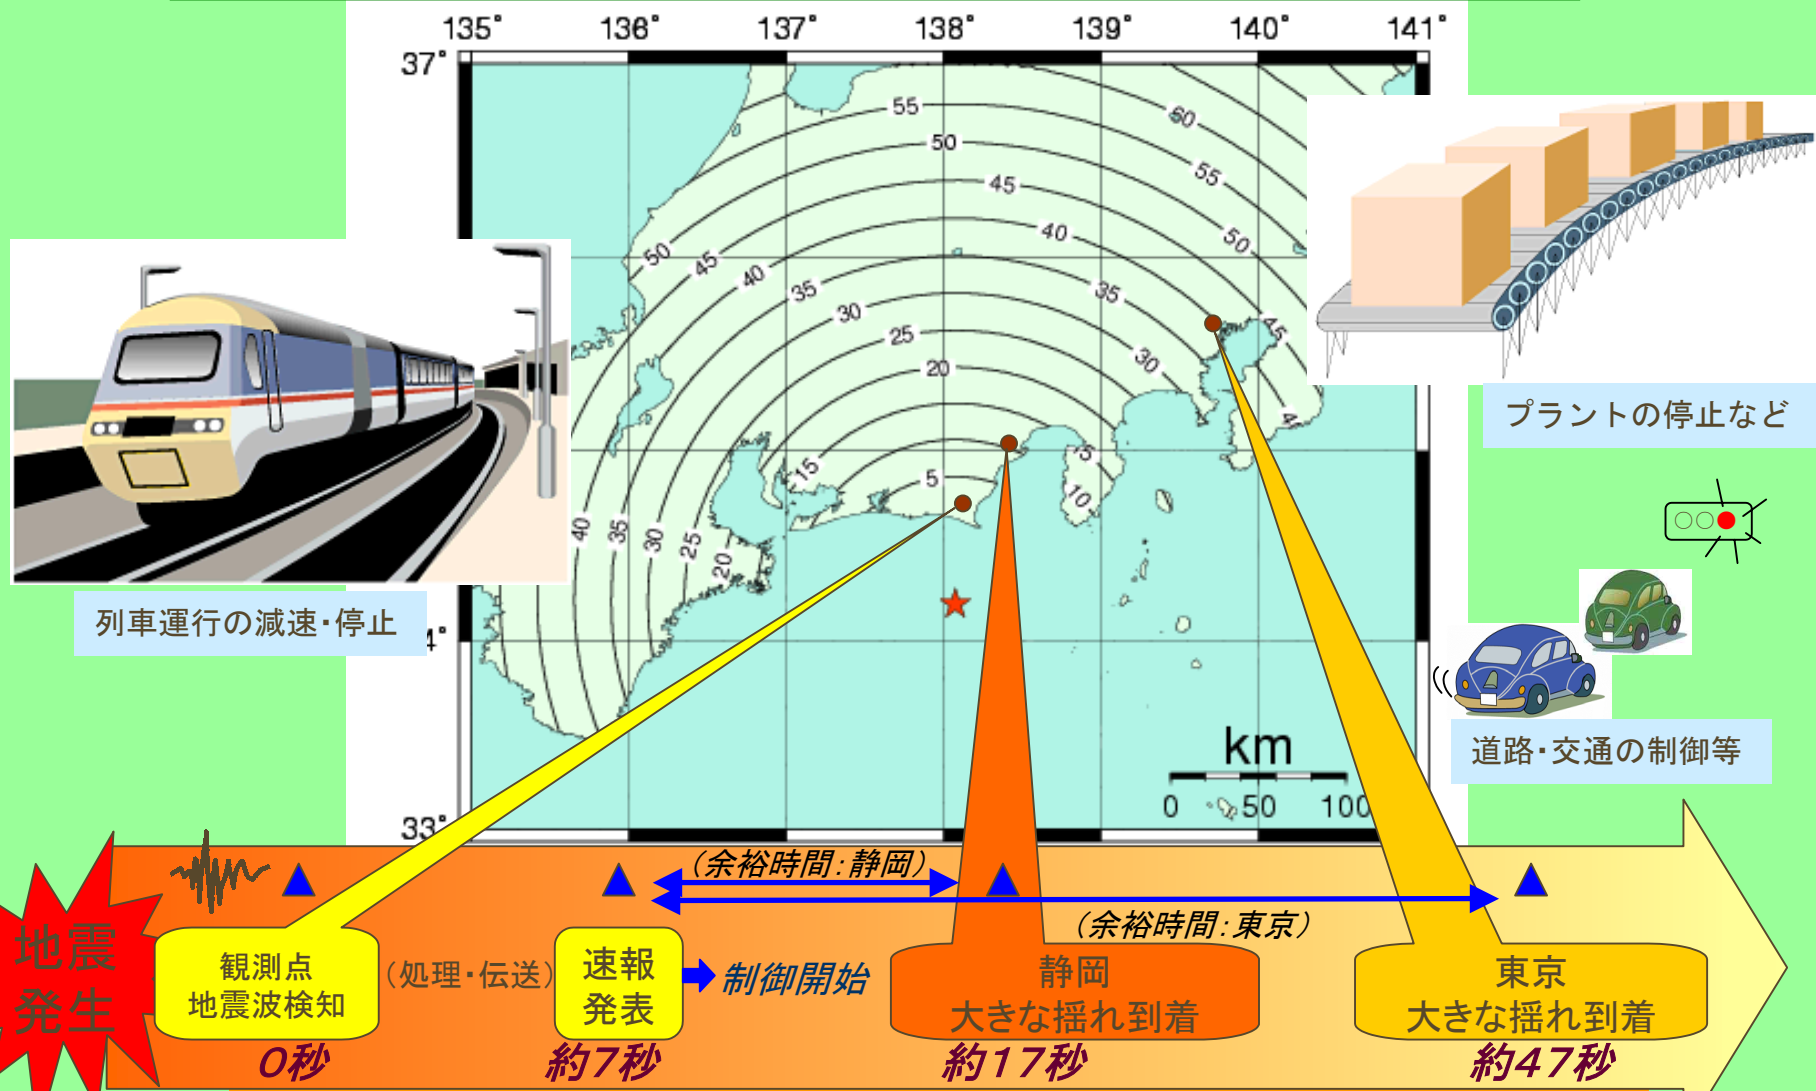 135° 136° 137° 138° 139° 140° 141°
37°
55
60
50
55
45
50
40
50
45
40
35
35
30
45
25
30
20
40
15
5
5
10
40
35
30
25
20
4°
33°
km
0 50 100
列車運行の減速・停止
プラントの停止など
道路・交通の制御等
(余裕時間:静岡)
(余裕時間:東京)
地震
発生
観測点
地震波検知
(処理・伝送)
速報
発表
制御開始
静岡
大きな揺れ到着
東京
大きな揺れ到着
0秒
約7秒
約17秒
約47秒